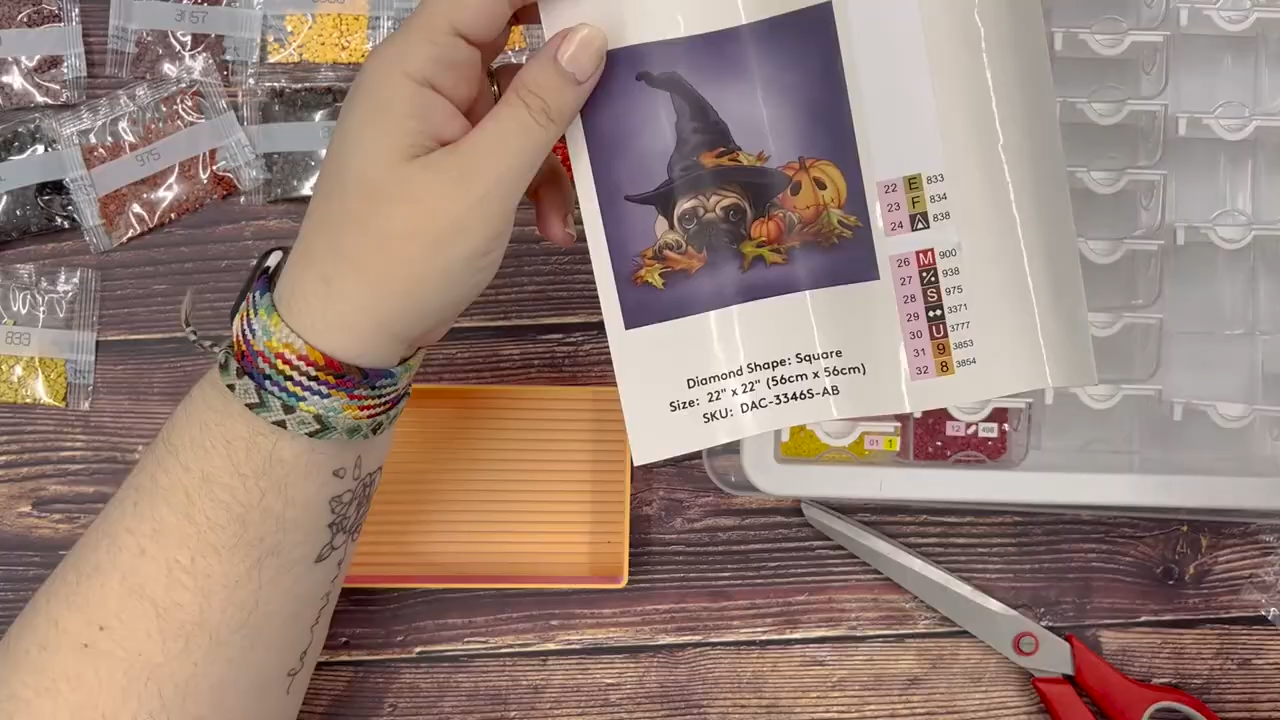 3157
975
833
22 E 833
23 F 834
24 838
26 M 900
27 938
28 S 975
29 3371
30 U 3777
31 9 3853
32 8 3854
Diamond Shape: Square
Size: 22" x 22" (56cm x 56cm)
SKU: DAC-3346S-AB
01 1
12 498